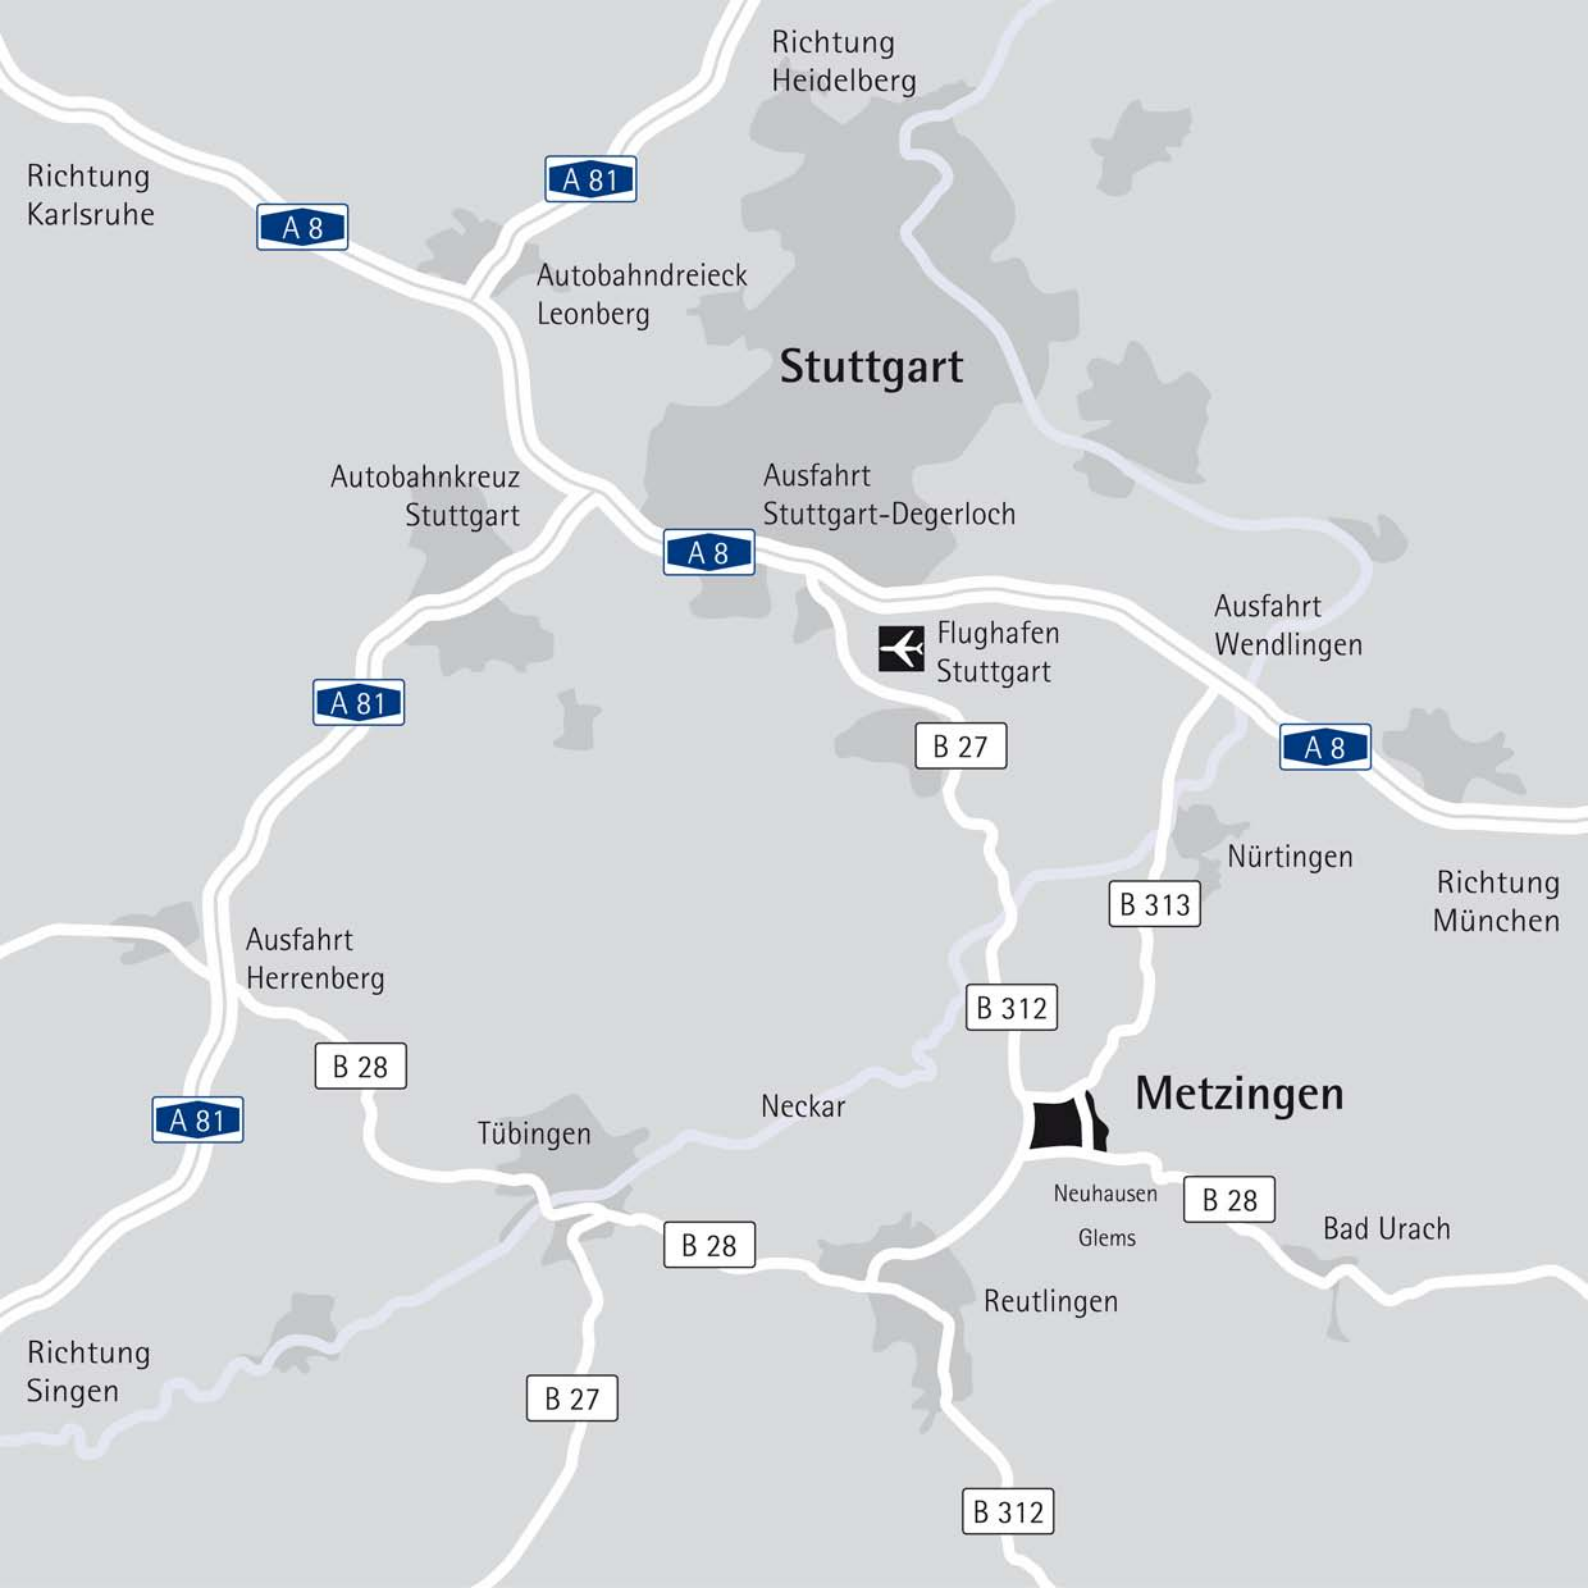 Richtung
Heidelberg
Richtung
Karlsruhe
A 81
A 8
Autobahndreieck
Leonberg
Stuttgart
Autobahnkreuz
Stuttgart
Ausfahrt
Stuttgart-Degerloch
A 8
Ausfahrt
Wendlingen
Flughafen
Stuttgart
A 81
B 27
A 8
Nürtingen
Richtung
München
B 313
Ausfahrt
Herrenberg
B 312
B 28
A 81
Metzingen
Neckar
Tübingen
Neuhausen
Glems
B 28
Bad Urach
B 28
Reutlingen
Richtung
Singen
B 27
B 312